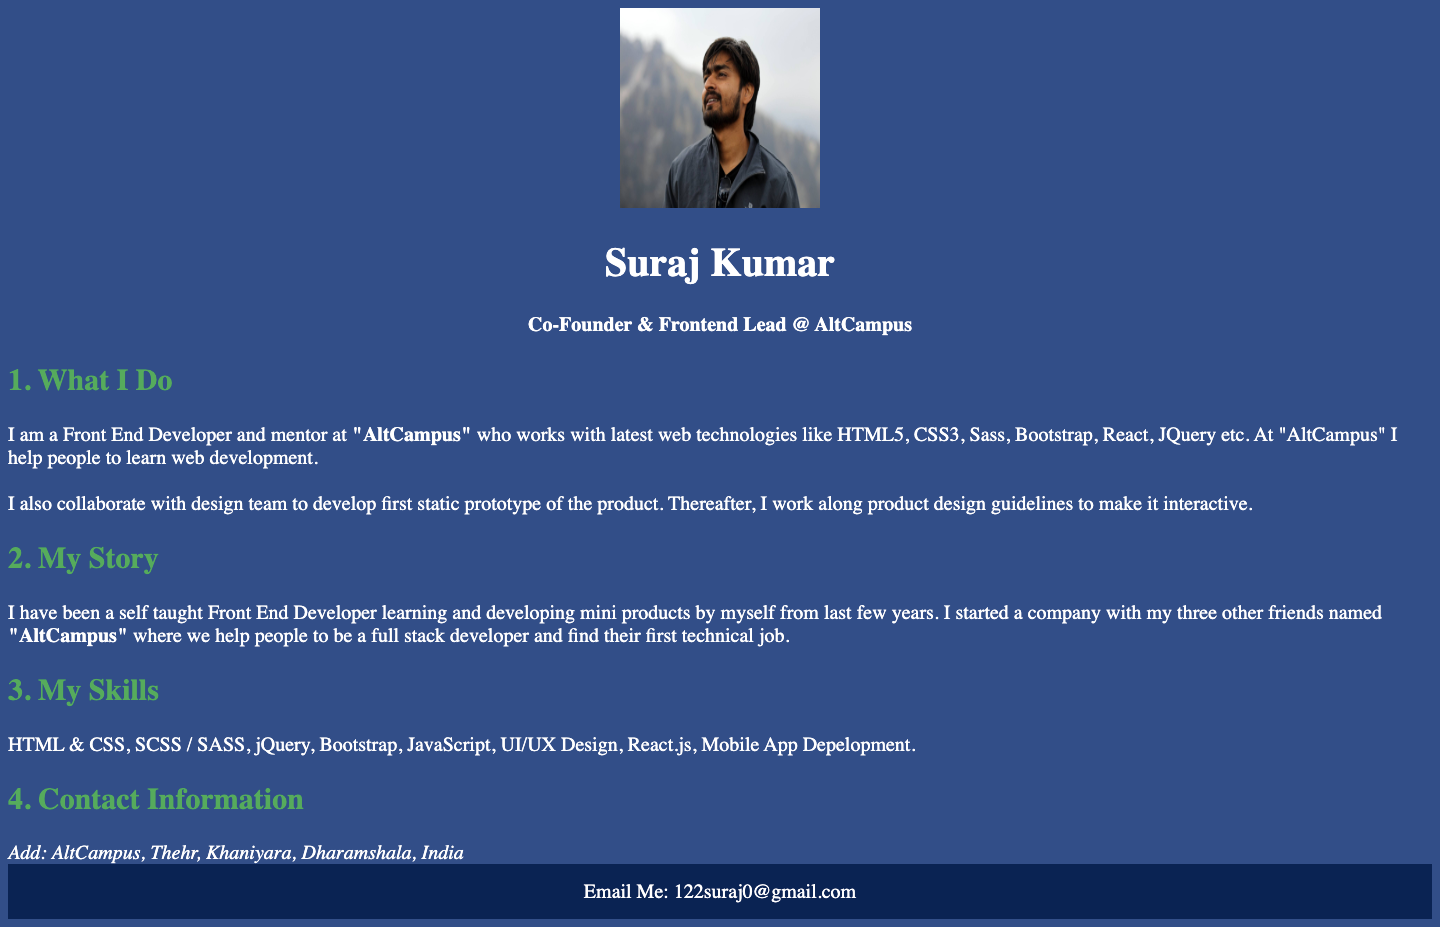 Suraj Kumar
Co-Founder & Frontend Lead @ AltCampus
1. What I Do
I am a Front End Developer and mentor at "AltCampus" who works with latest web technologies like HTML5, CSS3, Sass, Bootstrap, React, JQuery etc. At "AltCampus" I
help people to learn web development.
I also collaborate with design team to develop first static prototype of the product. Thereafter, I work along product design guidelines to make it interactive.
2. My Story
I have been a self taught Front End Developer learning and developing mini products by myself from last few years. I started a company with my three other friends named
"AltCampus" where we help people to be a full stack developer and find their first technical job.
3. My Skills
HTML & CSS, SCSS / SASS, jQuery, Bootstrap, JavaScript, UI/UX Design, React.js, Mobile App Depelopment.
4. Contact Information
Add: AltCampus, Thehr, Khaniyara, Dharamshala, India
Email Me: 122suraj0@gmail.com